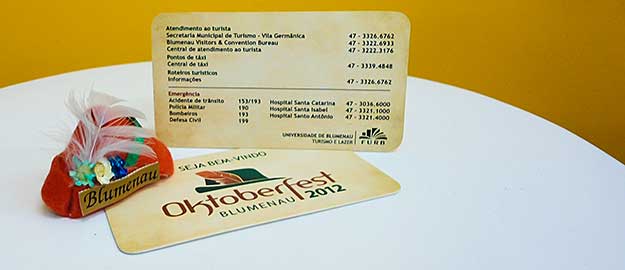 Atendimento ao turista
Secretaria Municipal de Turismo - Vila Germânica 47 - 3326.6762
Blumenau Visitors & Convention Bureau 47 - 3322.6933
Central de atendimento ao turista 47 - 3222.3176
Pontos de táxi
Central de táxi 47 - 3339.4848
Roteiros turísticos
Informações 47 - 3326.6762
Emergência
Acidente de trânsito 153/193 Hospital Santa Catarina 47 - 3036.6000
Polícia Militar 190 Hospital Santa Isabel 47 - 3321.1000
Bombeiros 193 Hospital Santo Antônio 47 - 3321.4000
Defesa Civil 199
UNIVERSIDADE DE BLUMENAU
TURISMO E LAZER
FURB
SEJA BEM-VINDO
Oktoberfest
BLUMENAU 2012
Blumenau